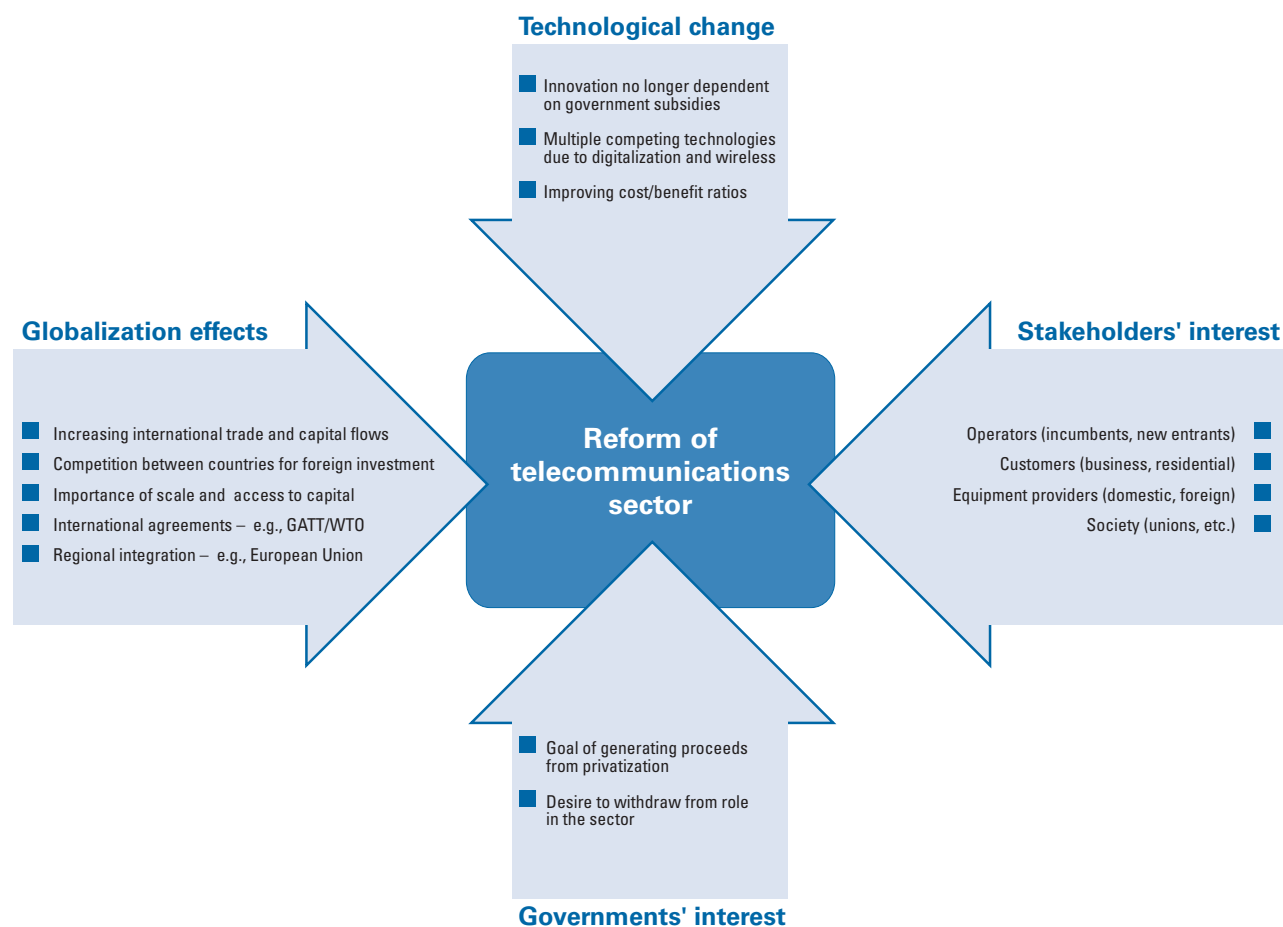 Technological change
Innovation no longer dependent
on government subsidies
Multiple competing technologies
due to digitalization and wireless
Improving cost/benefit ratios
Globalization effects
Increasing international trade and capital flows
Competition between countries for foreign investment
Importance of scale and access to capital
International agreements – e.g., GATT/WTO
Regional integration – e.g., European Union
Reform of
telecommunications
sector
Stakeholders' interest
Operators (incumbents, new entrants)
Customers (business, residential)
Equipment providers (domestic, foreign)
Society (unions, etc.)
Goal of generating proceeds
from privatization
Desire to withdraw from role
in the sector
Governments' interest